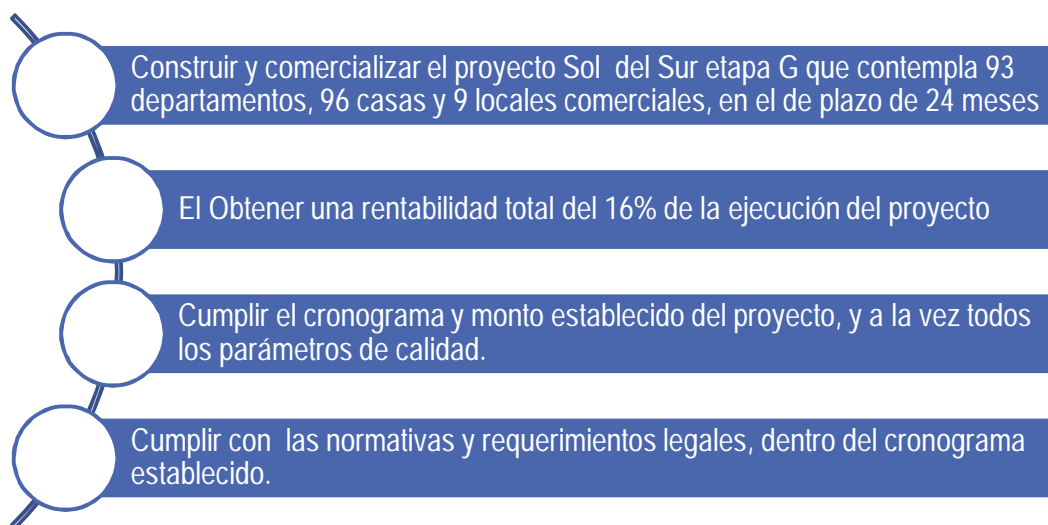 Construir y comercializar el proyecto Sol  del Sur etapa G que contempla 93
departamentos, 96 casas y 9 locales comerciales, en el de plazo de 24 meses
El Obtener una rentabilidad total del 16% de la ejecución del proyecto
Cumplir el cronograma y monto establecido del proyecto, y a la vez todos
los parámetros de calidad.
Cumplir con  las normativas y requerimientos legales, dentro del cronograma
establecido.